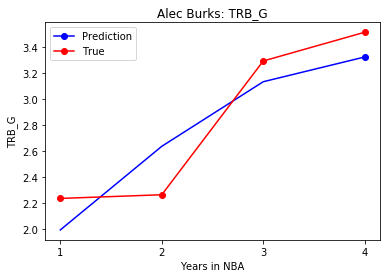 Alec Burks: TRB_G
Prediction
True
TRB_G
3.4
3.2
3.0
2.8
2.6
2.4
2.2
2.0
1
2
3
4
Years in NBA